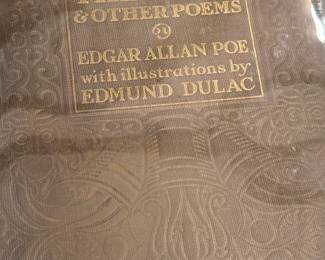 & OTHER POEMS
EDGAR ALLAN POE
with illustrations by
EDMUND DULAC